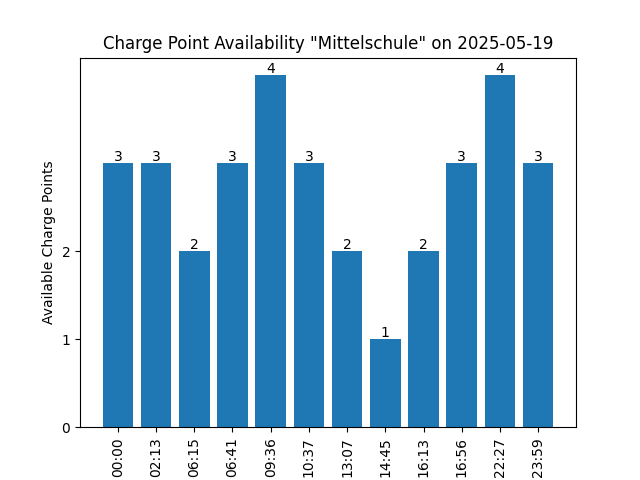 Charge Point Availability "Mittelschule" on 2025-05-19
4 4
3 3 3 3 3 3
2 2 2
1
Available Charge Points
2
1
0
00:00 02:13 06:15 06:41 09:36 10:37 13:07 14:45 16:13 16:56 22:27 23:59